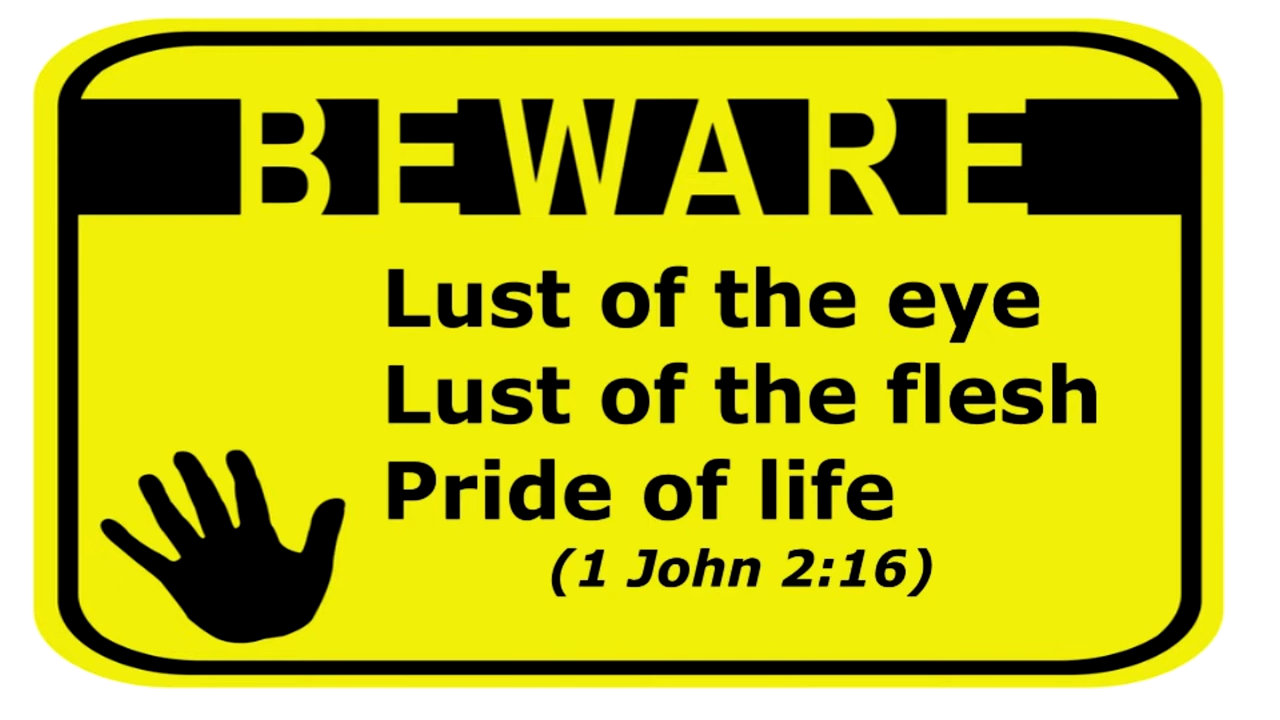 BEWARE
Lust of the eye
Lust of the flesh
Pride of life
(1 John 2:16)